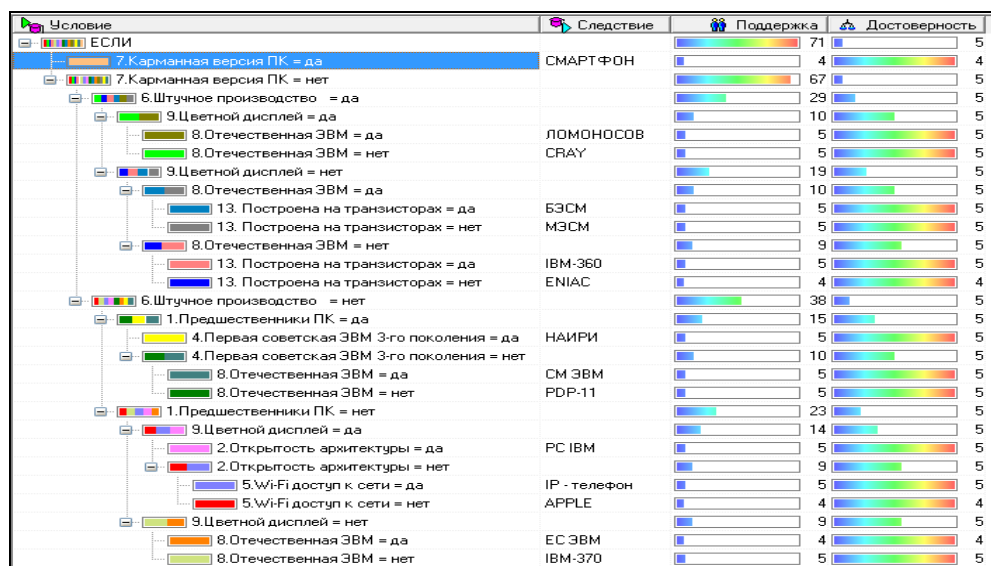 Условие Следствие Поддержка Достоверность
ЕСЛИ 71 5
7.Карманная версия ПК = да СМАРТФОН 4 4
7.Карманная версия ПК = нет 67 5
6.Штучное производство = да 29 5
9.Цветной дисплей = да 10 5
8.Отечественная ЭВМ = да ЛОМОНОСОВ 5 5
8.Отечественная ЭВМ = нет CRAY 5 5
9.Цветной дисплей = нет 19 5
8.Отечественная ЭВМ = да 10 5
13. Построена на транзисторах = да БЭСМ 5 5
13. Построена на транзисторах = нет МЭСМ 5 5
8.Отечественная ЭВМ = нет 9 5
13. Построена на транзисторах = да IBM-360 5 5
13. Построена на транзисторах = нет ENIAC 4 4
6.Штучное производство = нет 38 5
1.Предшественники ПК = да 15 5
4.Первая советская ЭВМ 3-го поколения = да НАИРИ 5 5
4.Первая советская ЭВМ 3-го поколения = нет 10 5
8.Отечественная ЭВМ = да СМ ЭВМ 5 5
8.Отечественная ЭВМ = нет PDP-11 5 5
1.Предшественники ПК = нет 23 5
9.Цветной дисплей = да 14 5
2.Открытость архитектуры = да PC IBM 5 5
2.Открытость архитектуры = нет 9 5
5.Wi-Fi доступ к сети = да IP - телефон 5 5
5.Wi-Fi доступ к сети = нет APPLE 4 4
9.Цветной дисплей = нет 9 5
8.Отечественная ЭВМ = да ЕС ЭВМ 4 4
8.Отечественная ЭВМ = нет IBM-370 5 5